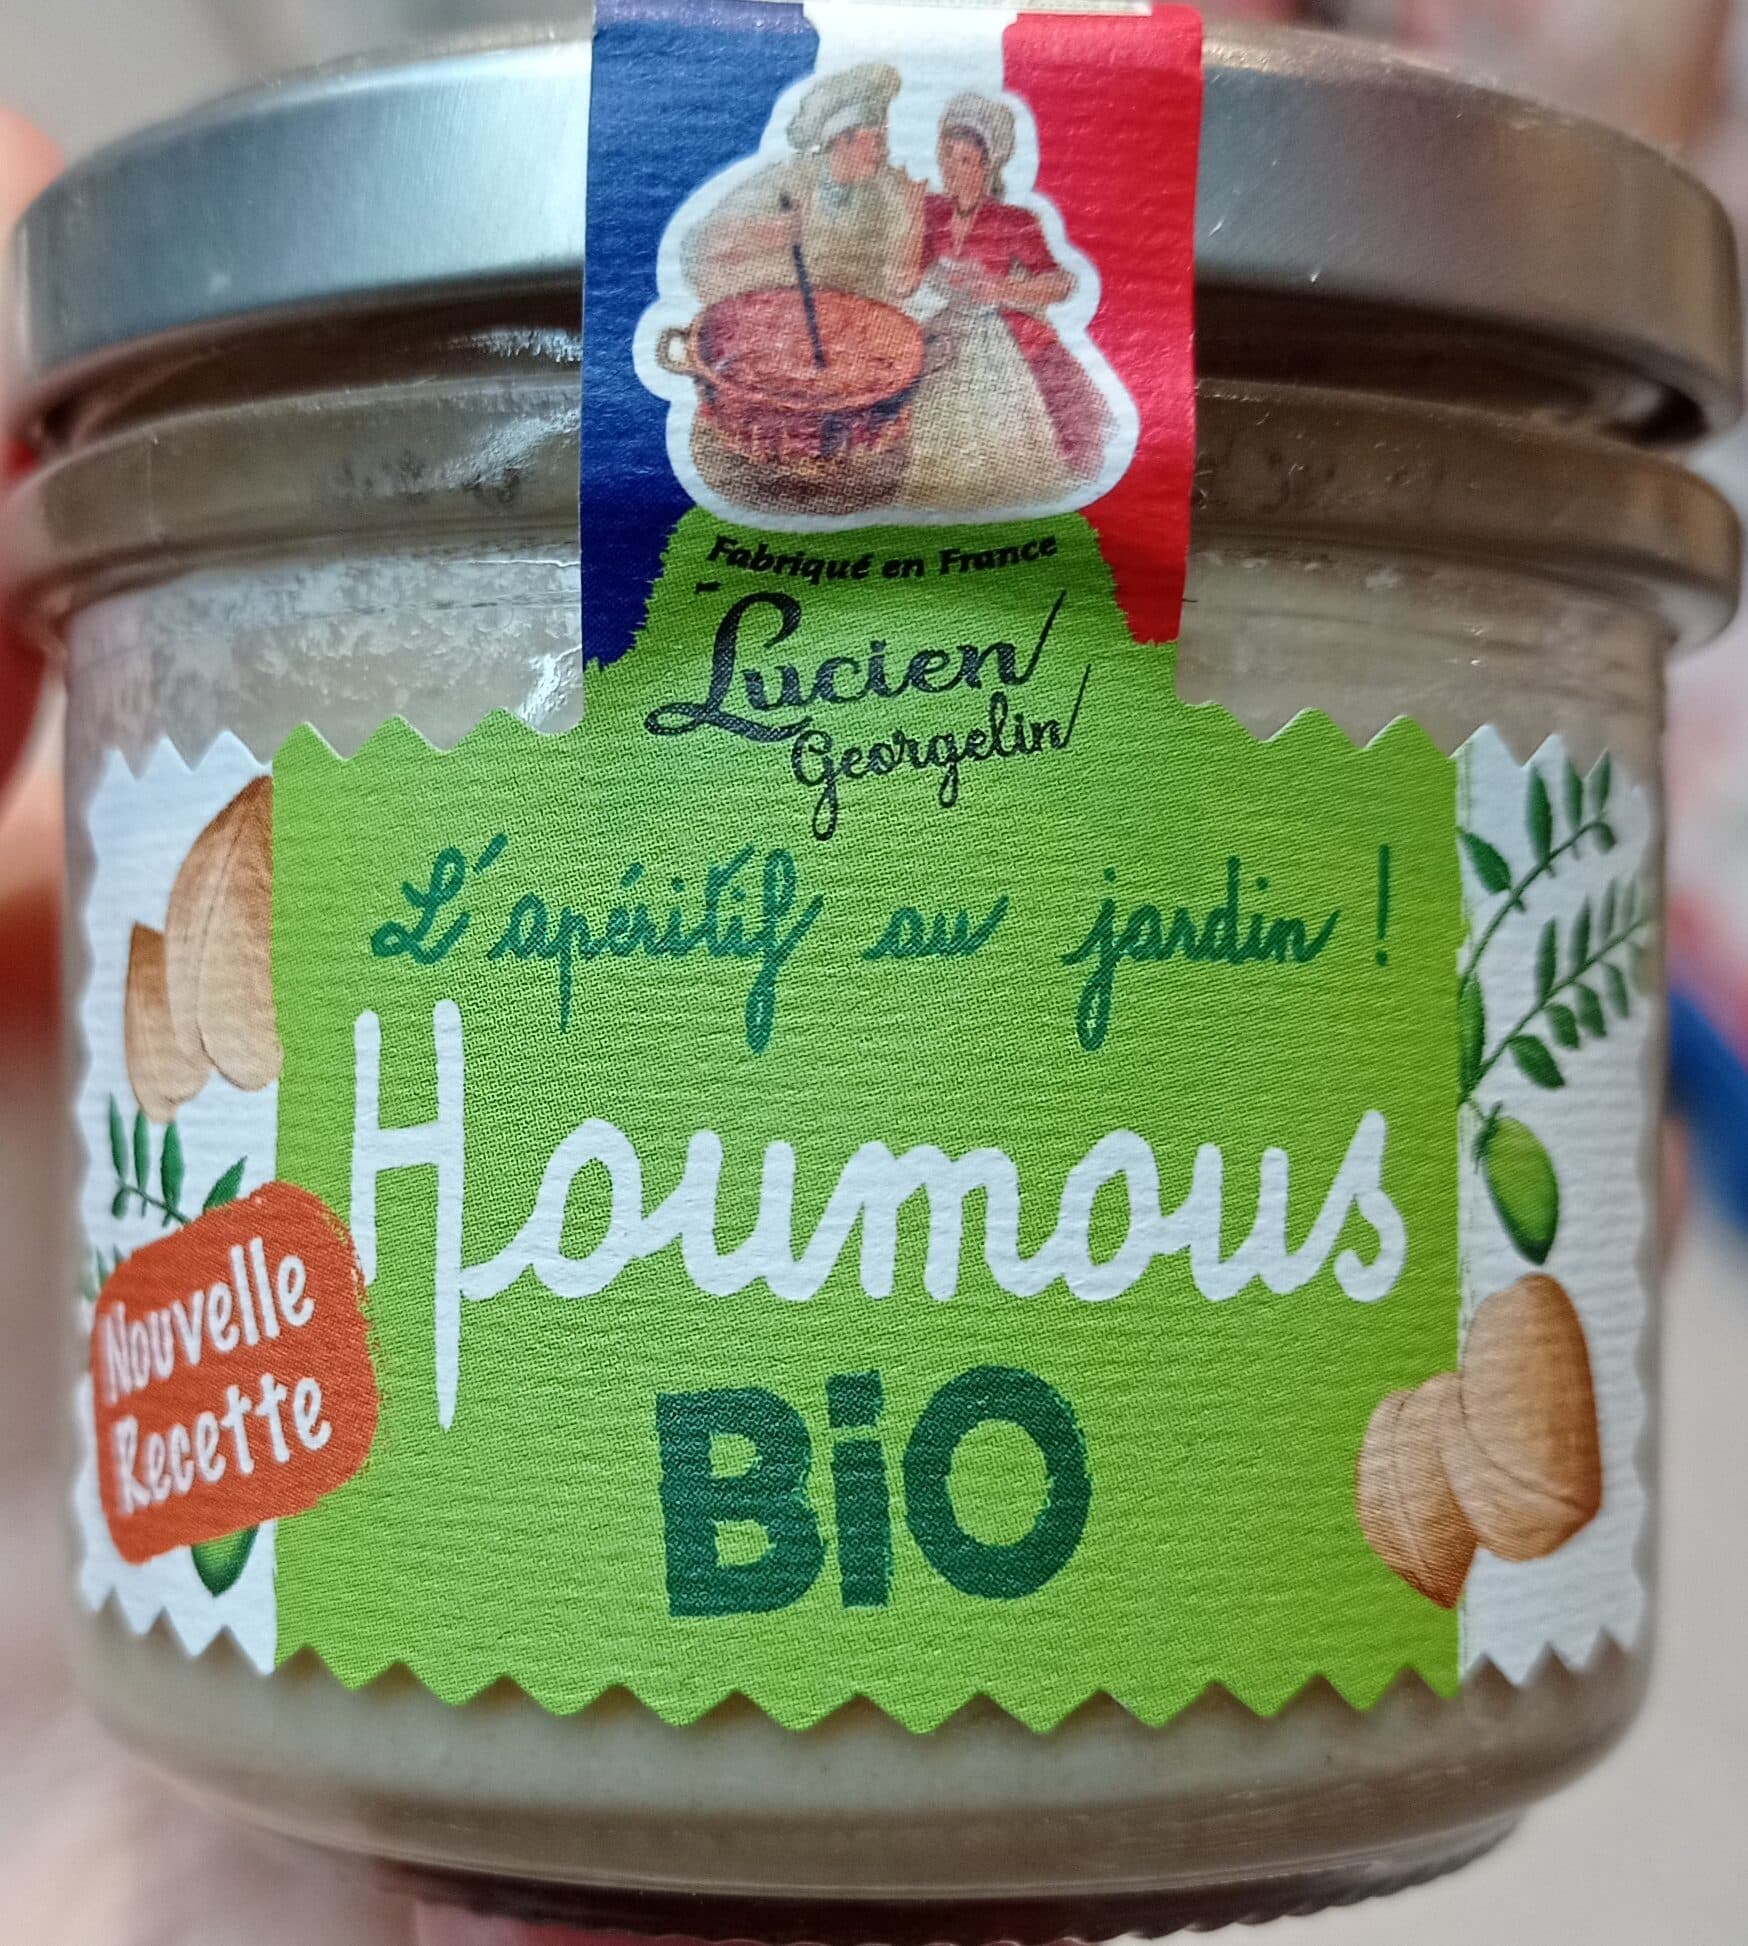 Fabriqué en France
Lucien
Georgelin
L'apéritif au jardin !
Houmous
BiO
Nouvelle
Recette